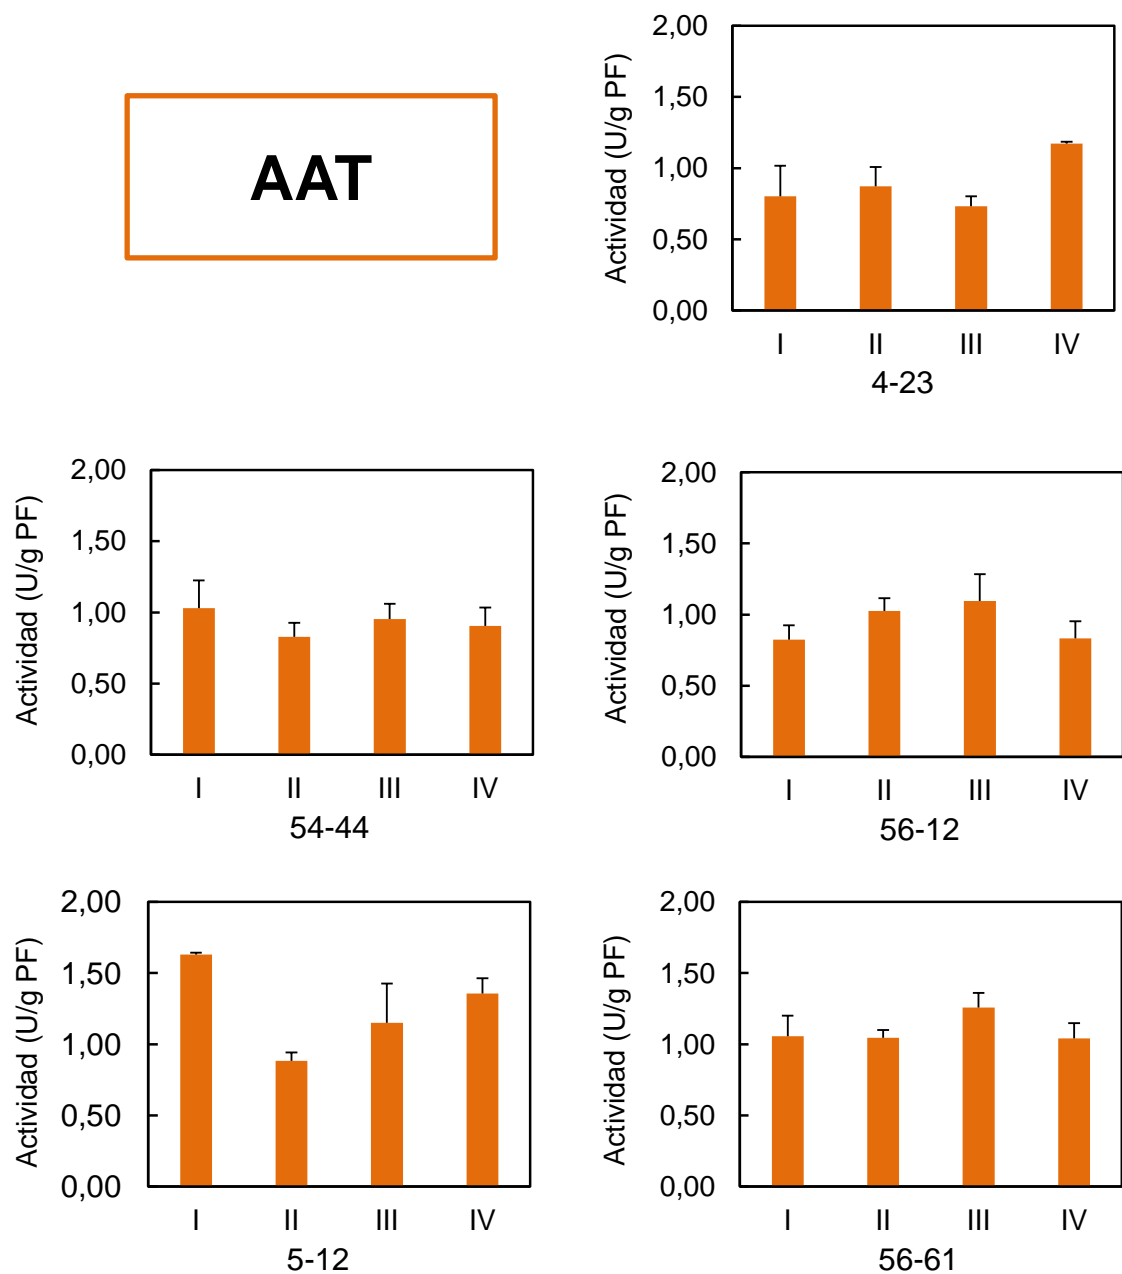 AAT
Actividad (U/g PF)
2,00
1,50
1,00
0,50
0,00
I II III IV
4-23
Actividad (U/g PF)
2,00
1,50
1,00
0,50
0,00
I II III IV
54-44
Actividad (U/g PF)
2,00
1,50
1,00
0,50
0,00
I II III IV
56-12
Actividad (U/g PF)
2,00
1,50
1,00
0,50
0,00
I II III IV
5-12
Actividad (U/g PF)
2,00
1,50
1,00
0,50
0,00
I II III IV
56-61